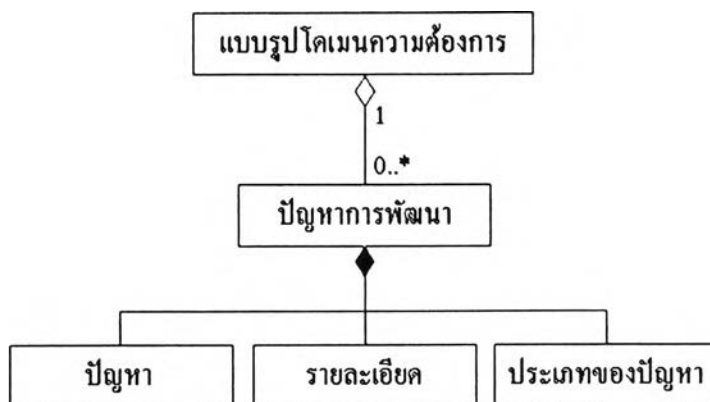 แบบรูปโดเมนความต้องการ
1
0..*
ปัญหาการพัฒนา
ปัญหา
รายละเอียด
ประเภทของปัญหา